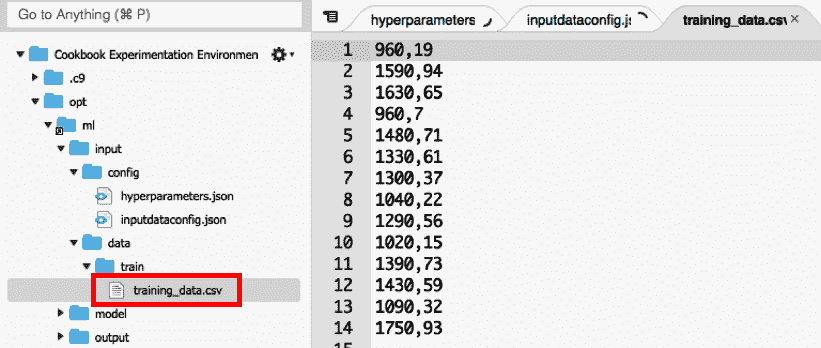 Go to Anything (⌘ P)
Cookbook Experimentation Environmen
.c9
opt
ml
input
config
hyperparameters.json
inputdataconfig.json
data
train
training_data.csv
model
output
hyperparameters
inputdataconfig.js
training_data.csv
1 960,19
2 1590,94
3 1630,65
4 960,7
5 1480,71
6 1330,61
7 1300,37
8 1040,22
9 1290,56
10 1020,15
11 1390,73
12 1430,59
13 1090,32
14 1750,93
15